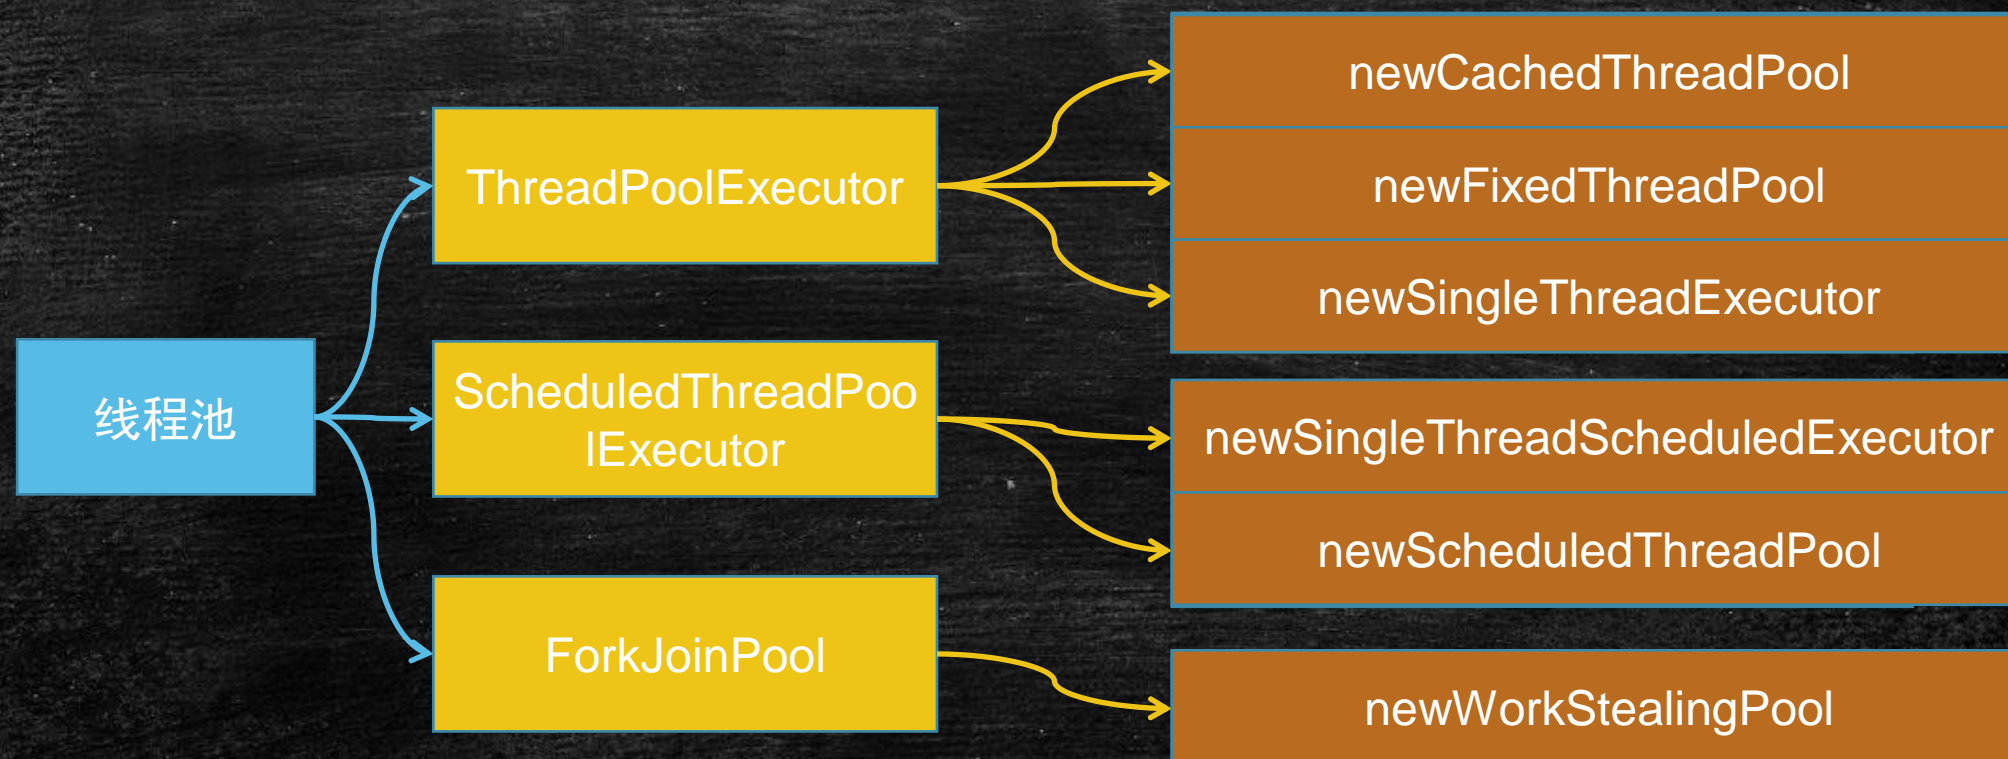 线程池
ThreadPoolExecutor
ScheduledThreadPoo
lExecutor
ForkJoinPool
newCachedThreadPool
newFixedThreadPool
newSingleThreadExecutor
newSingleThreadScheduledExecutor
newScheduledThreadPool
newWorkStealingPool